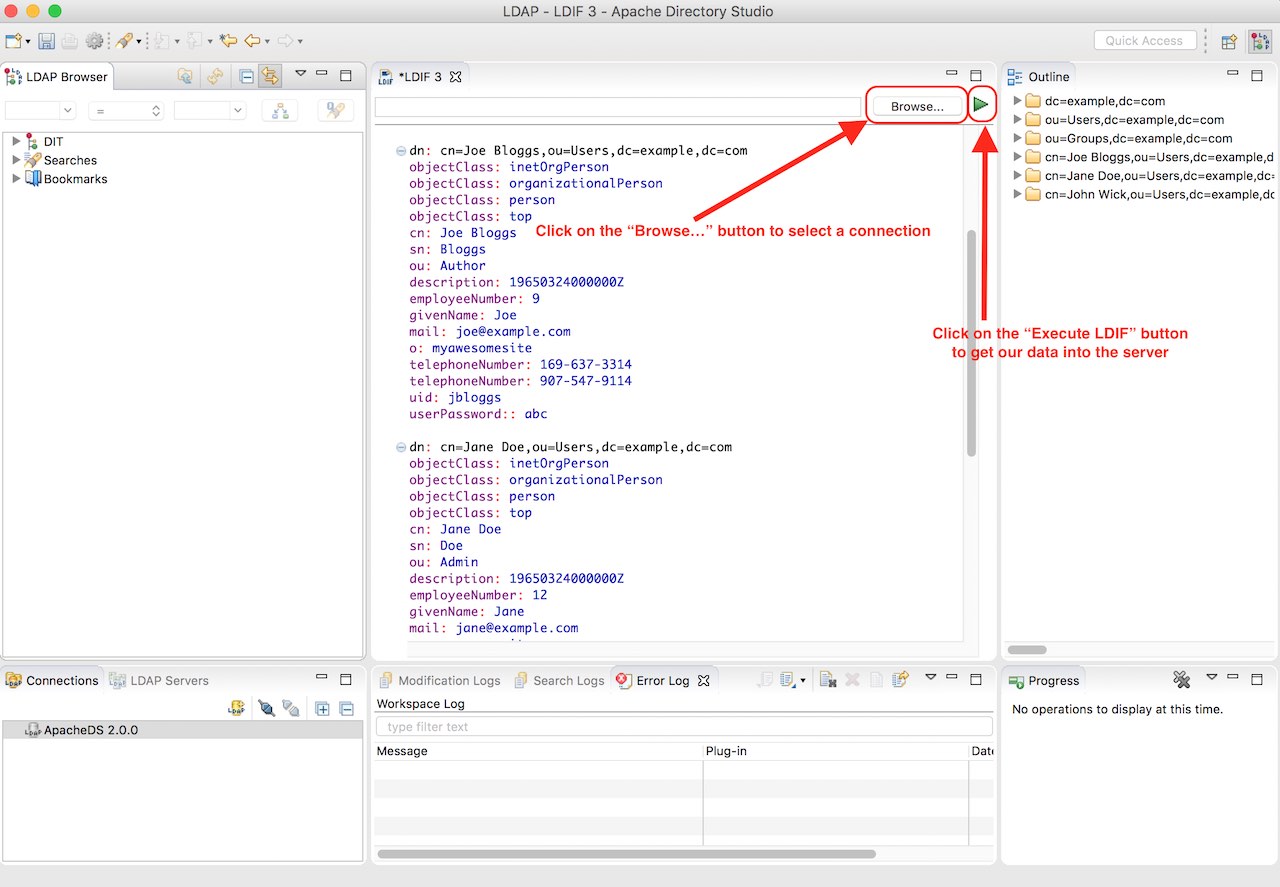 LDAP - LDIF 3 - Apache Directory Studio
Quick Access
LDAP Browser
=
DIT
Searches
Bookmarks
LDIF
*LDIF 3
Browse...
dn: cn=Joe Bloggs,ou=Users,dc=example,dc=com
objectClass: inetOrgPerson
objectClass: organizationalPerson
objectClass: person
objectClass: top
cn: Joe Bloggs
sn: Bloggs
ou: Author
description: 19650324000000Z
employeeNumber: 9
givenName: Joe
mail: joe@example.com
o: myawesomesite
telephoneNumber: 169-637-3314
telephoneNumber: 907-547-9114
uid: jbloggs
userPassword:: abc
dn: cn=Jane Doe,ou=Users,dc=example,dc=com
objectClass: inetOrgPerson
objectClass: organizationalPerson
objectClass: person
objectClass: top
cn: Jane Doe
sn: Doe
ou: Admin
description: 19650324000000Z
employeeNumber: 12
givenName: Jane
mail: jane@example.com
Click on the “Browse...” button to select a connection
Click on the “Execute LDIF” button
to get our data into the server
Outline
dc=example,dc=com
ou=Users,dc=example,dc=com
ou=Groups,dc=example,dc=com
cn=Joe Bloggs,ou=Users,dc=example,d
cn=Jane Doe,ou=Users,dc=example,dc=
cn=John Wick,ou=Users,dc=example,dc
Connections
LDAP Servers
ApacheDS 2.0.0
Modification Logs
Search Logs
Error Log
Workspace Log
type filter text
Message
Plug-in
Date
Progress
No operations to display at this time.